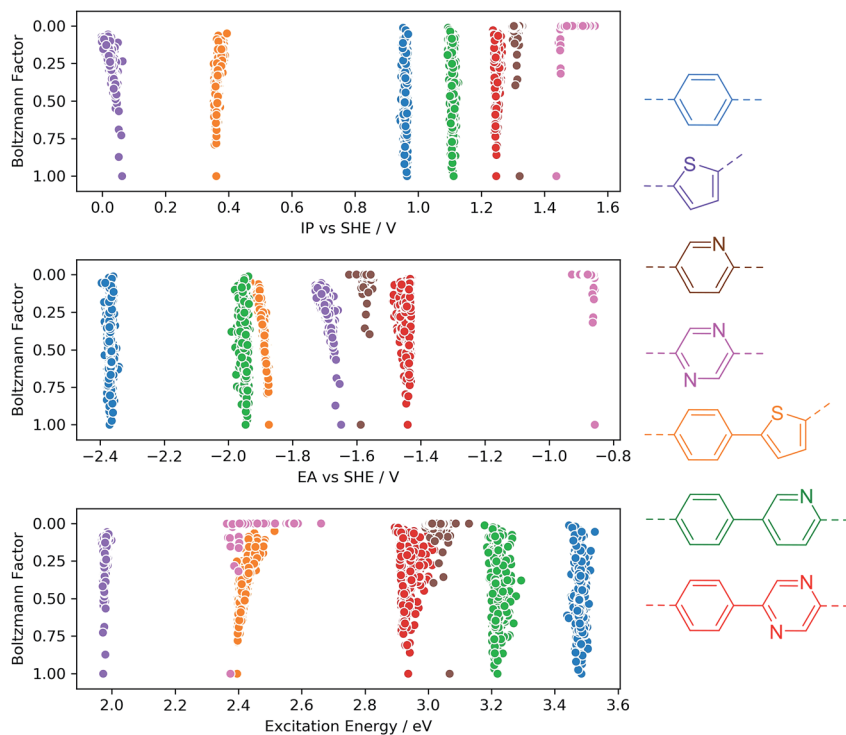 0.00
0.25
0.50
0.75
1.00
Boltzmann Factor
0.0 0.2 0.4 0.6 0.8 1.0 1.2 1.4 1.6
IP vs SHE / V
0.00
0.25
0.50
0.75
1.00
Boltzmann Factor
−2.4 −2.2 −2.0 −1.8 −1.6 −1.4 −1.2 −1.0 −0.8
EA vs SHE / V
0.00
0.25
0.50
0.75
1.00
Boltzmann Factor
2.0 2.2 2.4 2.6 2.8 3.0 3.2 3.4 3.6
Excitation Energy / eV
S
N
N
N
S
N
N
N